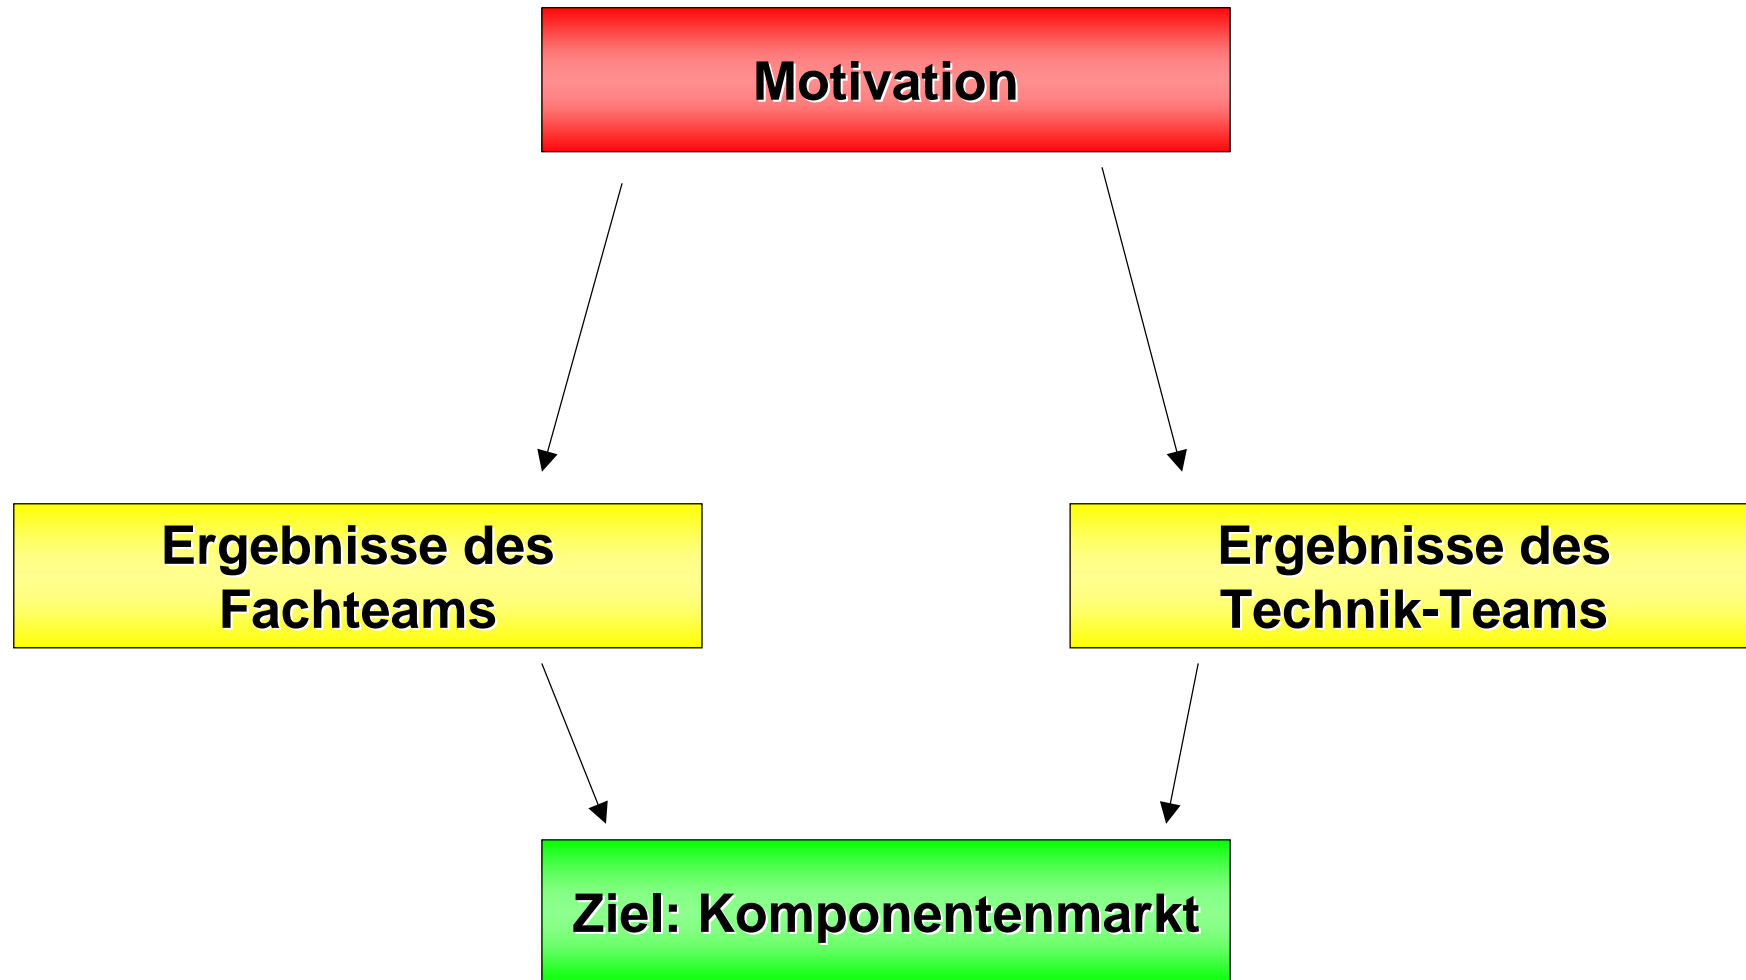 Motivation
Ergebnisse des
Fachteams
Ergebnisse des
Technik-Teams
Ziel: Komponentenmarkt